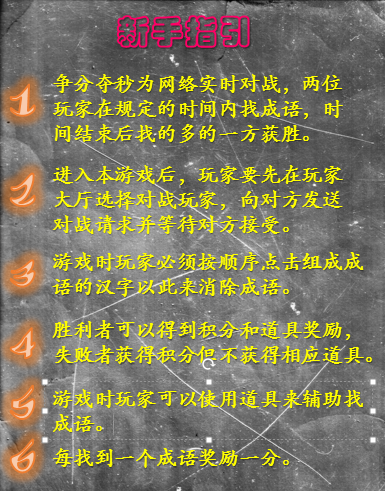 新手指引
1 争分夺秒为网络实时对战，两位
玩家在规定的时间内找成语，时
间结束后找的多的一方获胜。
2 进入本游戏后，玩家要先在玩家
大厅选择对战玩家，向对方发送
对战请求并等待对方接受。
3 游戏时玩家必须按顺序点击组成成
语的汉字以此来消除成语。
4 胜利者可以得到积分和道具奖励，
失败者获得积分但不获得相应道具。
5 游戏时玩家可以使用道具来辅助找
成语。
6 每找到一个成语奖励一分。